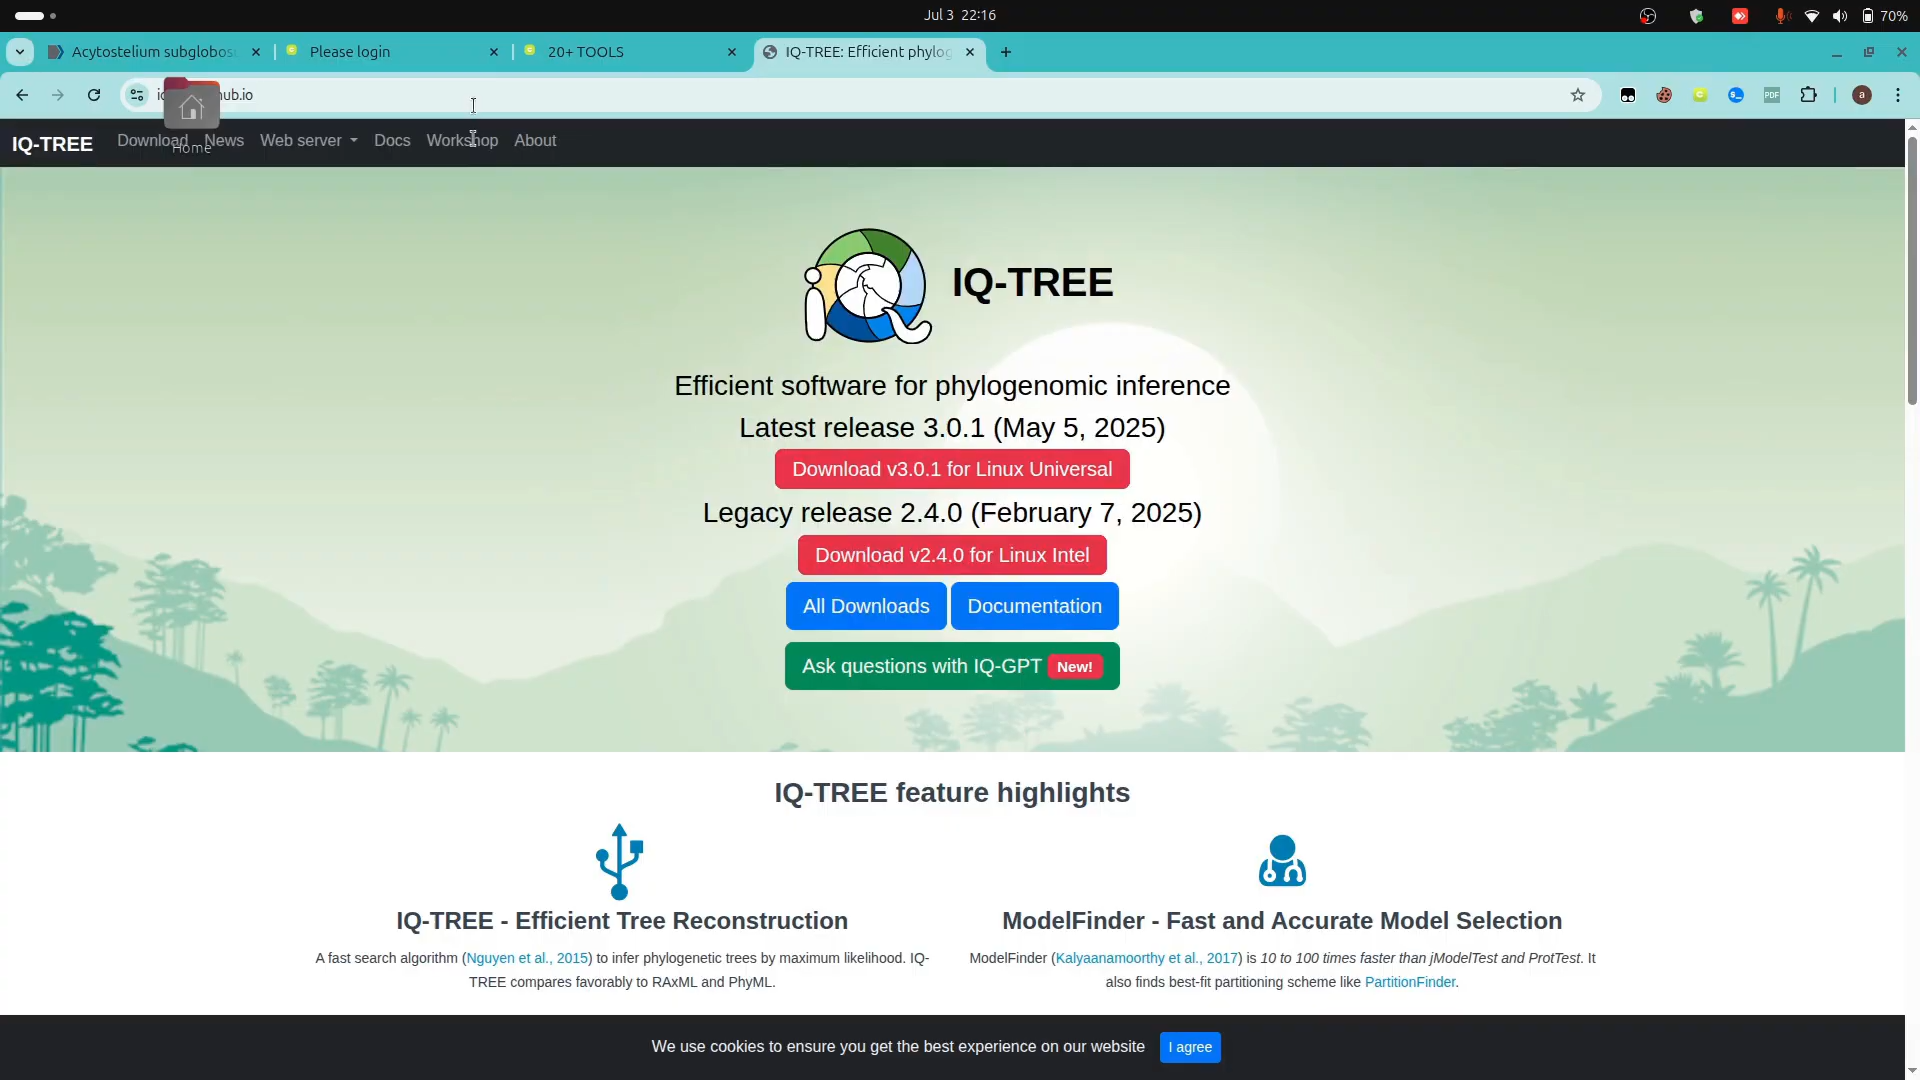 Jul 3 22:16
70%
Acytostelium subglobos
Please login
20+ TOOLS
IQ-TREE: Efficient phylog
hub.io
PDF
a
IQ-TREE
Download
News
Web server
Docs
Workshop
About
Home
IQ-TREE
Efficient software for phylogenomic inference
Latest release 3.0.1 (May 5, 2025)
Download v3.0.1 for Linux Universal
Legacy release 2.4.0 (February 7, 2025)
Download v2.4.0 for Linux Intel
All Downloads
Documentation
Ask questions with IQ-GPT New!
IQ-TREE feature highlights
IQ-TREE - Efficient Tree Reconstruction
A fast search algorithm (Nguyen et al., 2015) to infer phylogenetic trees by maximum likelihood. IQ-
TREE compares favorably to RAxML and PhyML.
ModelFinder - Fast and Accurate Model Selection
ModelFinder (Kalyaanamoorthy et al., 2017) is 10 to 100 times faster than jModelTest and ProtTest. It
also finds best-fit partitioning scheme like PartitionFinder.
We use cookies to ensure you get the best experience on our website
I agree